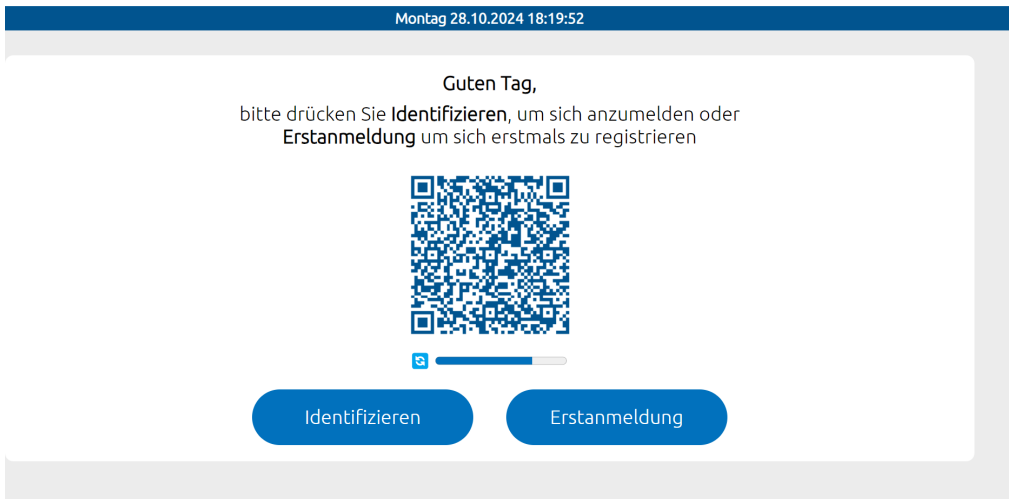 Montag 28.10.2024 18:19:52
Guten Tag,
bitte drücken Sie Identifizieren, um sich anzumelden oder
Erstanmeldung um sich erstmals zu registrieren
Identifizieren
Erstanmeldung